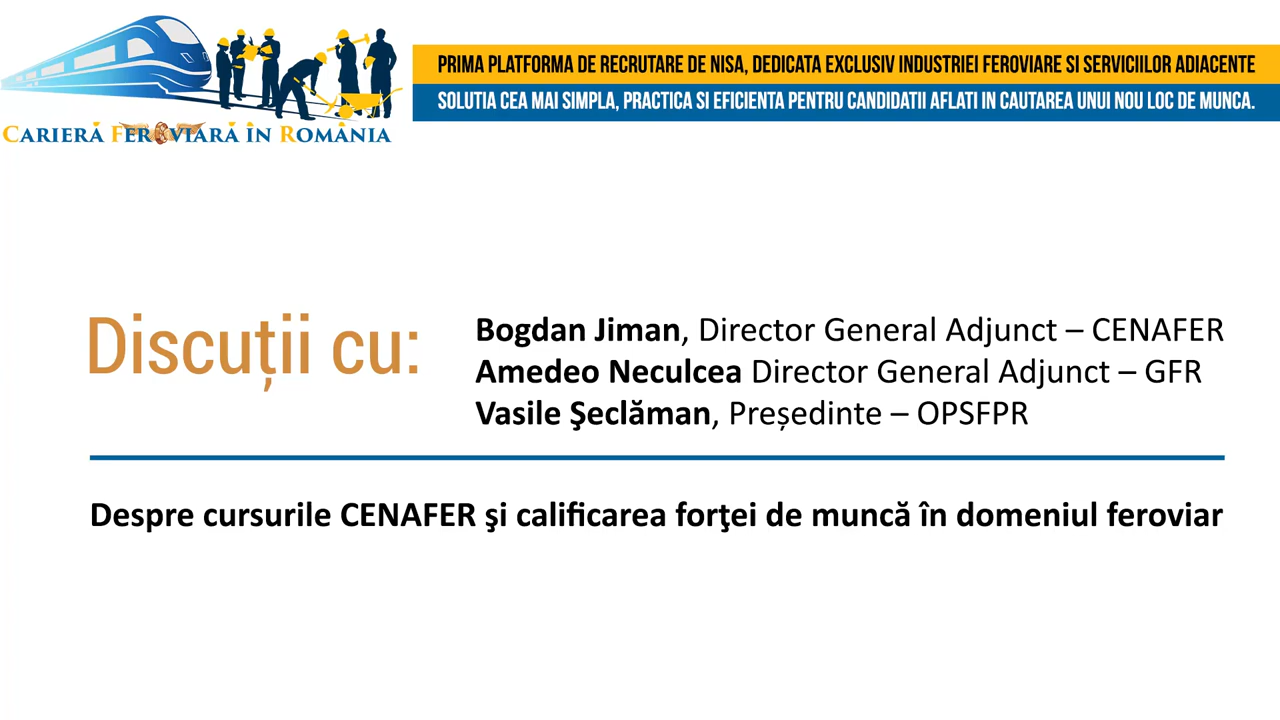 CARIERĂ FEROVIARĂ ÎN ROMÂNIA
PRIMA PLATFORMA DE RECRUTARE DE NISA, DEDICATA EXCLUSIV INDUSTRIEI FEROVIARE SI SERVICIILOR ADIACENTE
SOLUTIA CEA MAI SIMPLA, PRACTICA SI EFICIENTA PENTRU CANDIDATII AFLATI IN CAUTAREA UNUI NOU LOC DE MUNCA.
Discuții cu:
Bogdan Jiman, Director General Adjunct – CENAFER
Amedeo Neculcea Director General Adjunct – GFR
Vasile Şeclăman, Președinte – OPSFPR
Despre cursurile CENAFER şi calificarea forţei de muncă în domeniul feroviar